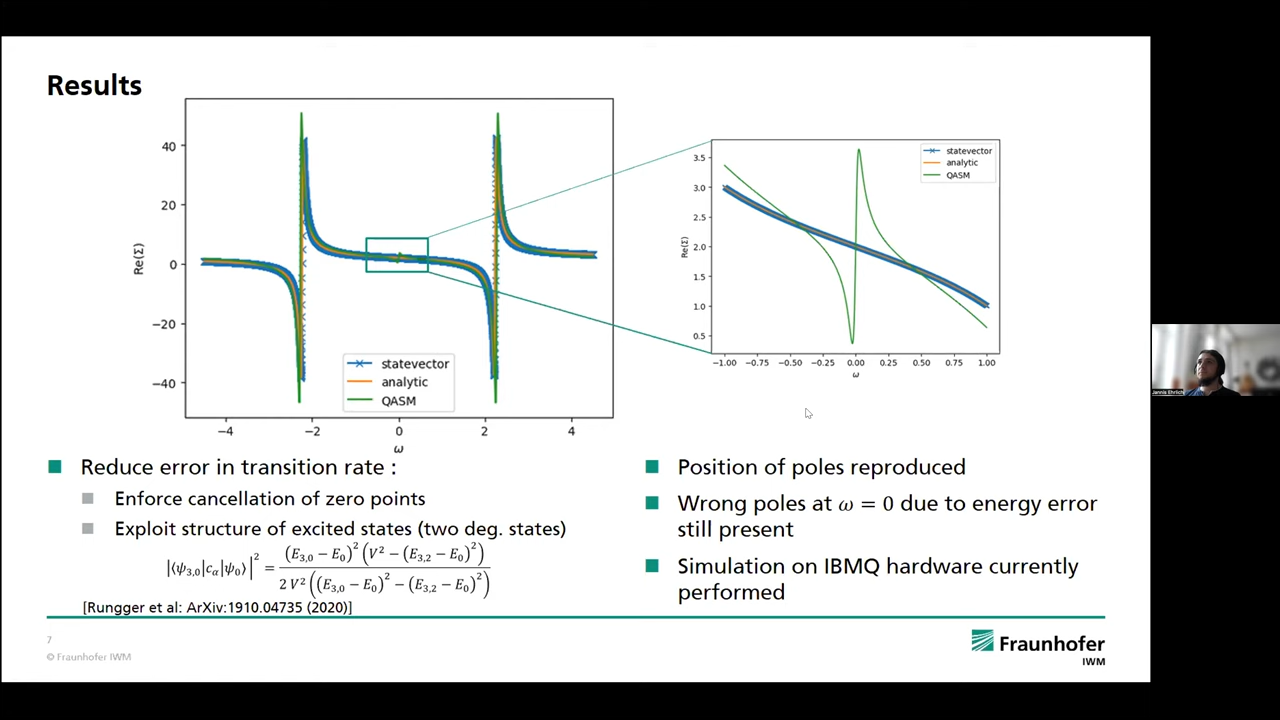 Results
40
20
0
−20
−40
Re(Σ)
statevector
analytic
QASM
−4
−2
0
2
4
ω
3.5
3.0
2.5
2.0
1.5
1.0
0.5
Re(Σ)
statevector
analytic
QASM
−1.00
−0.75
−0.50
−0.25
0.00
0.25
0.50
0.75
1.00
ω
Reduce error in transition rate :
Enforce cancellation of zero points
Exploit structure of excited states (two deg. states)
|⟨ψ₃,₀|cα|ψ₀⟩|² = (E₃,₀ − E₀)² (V² − (E₃,₂ − E₀)²) / 2 V² ((E₃,₀ − E₀)² − (E₃,₂ − E₀)²)
[Rungger et al: ArXiv:1910.04735 (2020)]
Position of poles reproduced
Wrong poles at ω = 0 due to energy error
still present
Simulation on IBMQ hardware currently
performed
7
© Fraunhofer IWM
Fraunhofer
IWM
Jannis Ehrlich